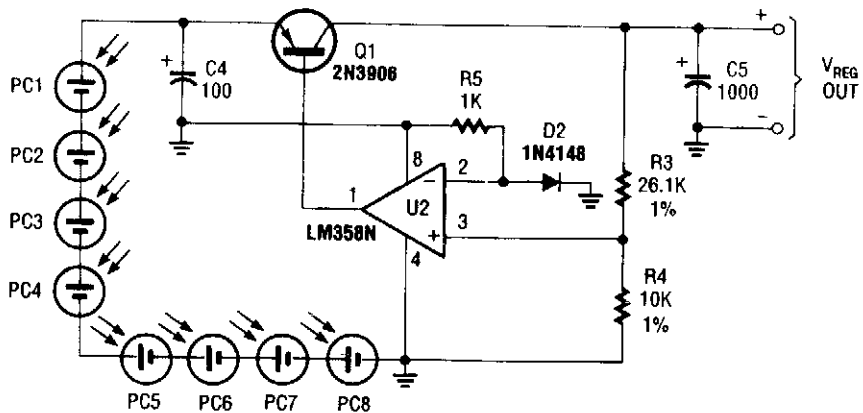 PC1
PC2
PC3
PC4
PC5
PC6
PC7
PC8
+
C4
100
Q1
2N3906
R5
1K
D2
1N4148
8
2
1
−
U2
3
+
4
LM358N
R3
26.1K
1%
R4
10K
1%
+
C5
1000
+
−
VREG
OUT